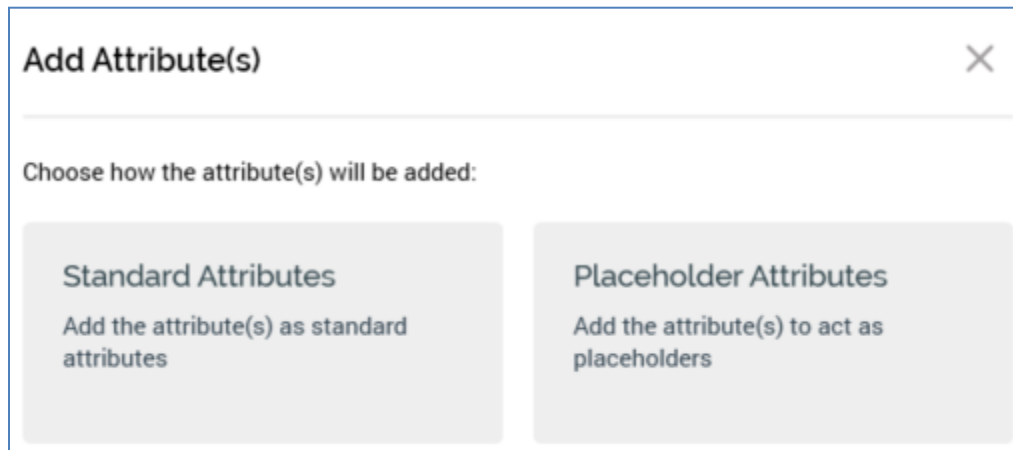 Add Attribute(s)
Choose how the attribute(s) will be added:
Standard Attributes
Add the attribute(s) as standard
attributes
Placeholder Attributes
Add the attribute(s) to act as
placeholders